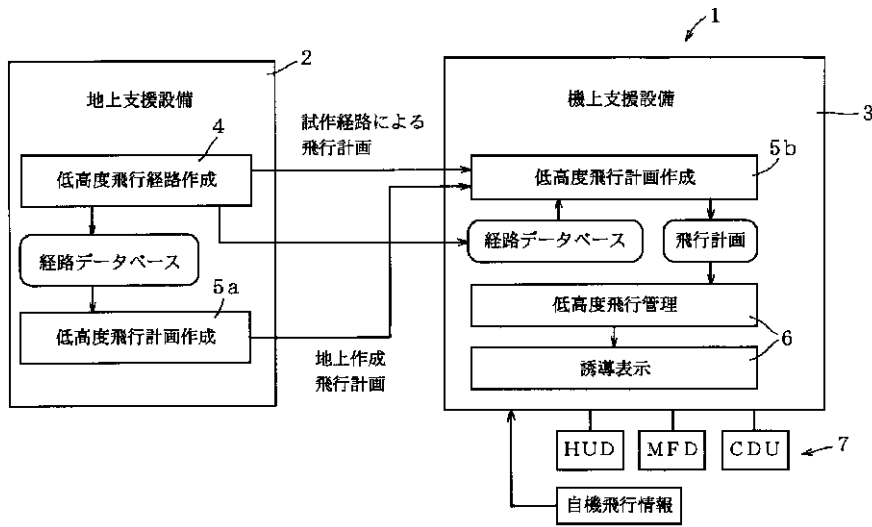 1
2
地上支援設備
4
低高度飛行経路作成
経路データベース
5a
低高度飛行計画作成
試作経路による
飛行計画
地上作成
飛行計画
機上支援設備
3
5b
低高度飛行計画作成
経路データベース
飛行計画
低高度飛行管理
6
誘導表示
HUD
MFD
CDU
7
自機飛行情報